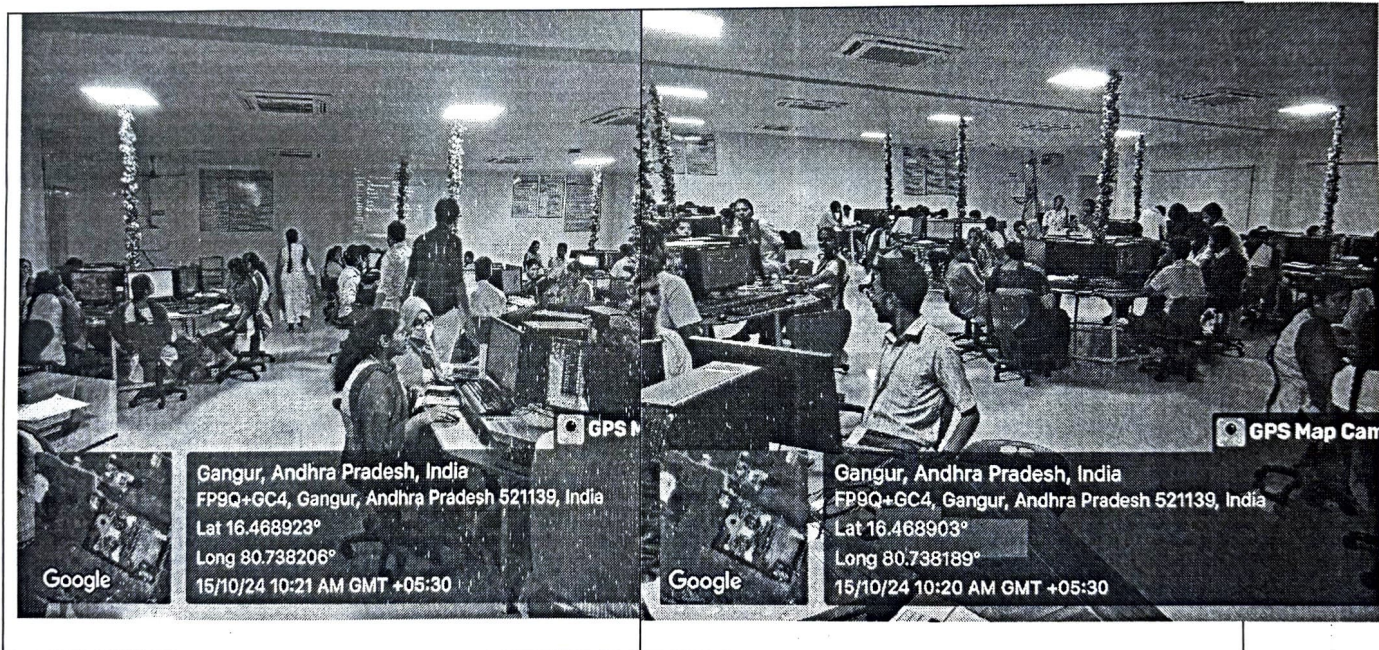 GPS M
Gangur, Andhra Pradesh, India
FP9Q+GC4, Gangur, Andhra Pradesh 521139, India
Lat 16.468923°
Long 80.738206°
15/10/24 10:21 AM GMT +05:30
Google
GPS Map Cam
Gangur, Andhra Pradesh, India
FP9Q+GC4, Gangur, Andhra Pradesh 521139, India
Lat 16.468903°
Long 80.738189°
15/10/24 10:20 AM GMT +05:30
Google